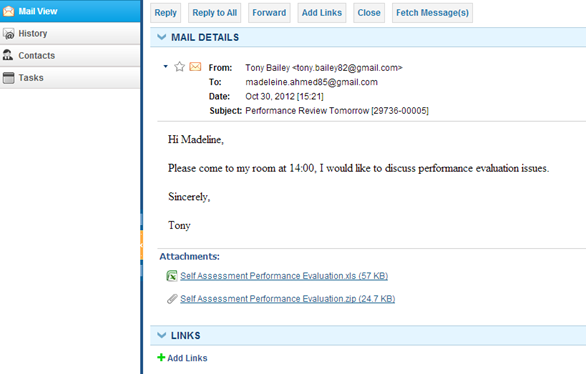 Mail View
History
Contacts
Tasks
Reply Reply to All Forward Add Links Close Fetch Message(s)
MAIL DETAILS
From: Tony Bailey <tony.bailey82@gmail.com>
To: madeleine.ahmed85@gmail.com
Date: Oct 30, 2012 [15:21]
Subject: Performance Review Tomorrow [29736-00005]
Hi Madeline,
Please come to my room at 14:00, I would like to discuss performance evaluation issues.
Sincerely,
Tony
Attachments:
Self Assessment Performance Evaluation.xls (57 KB)
Self Assessment Performance Evaluation.zip (24.7 KB)
LINKS
Add Links